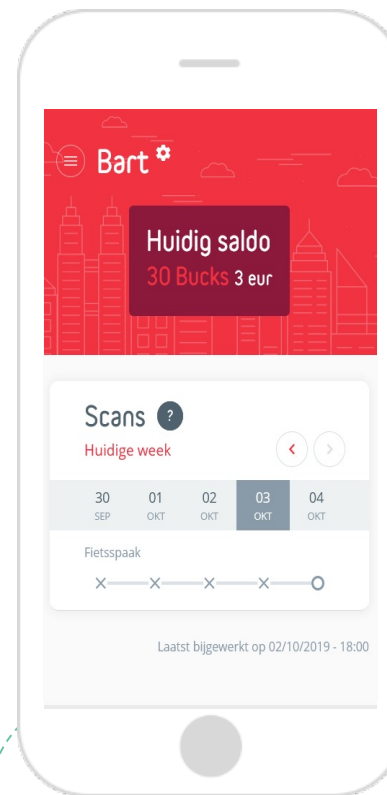 Bart
Huidig saldo
30 Bucks 3 eur
Scans ?
Huidige week
30 01 02 03 04
SEP OKT OKT OKT OKT
Fietsspaak
Laatst bijgewerkt op 02/10/2019 - 18:00